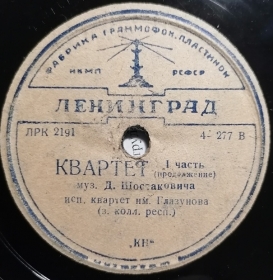 ФАБРИКА ГРАММОФОН. ПЛАСТИНОК
НКМП РСФСР
ЛЕНИНГРАД
ЛРК 2191
4-277 В
КВАРТЕТ I часть
(продолжение)
муз. Д. Шостаковича
исп. квартет им. Глазунова
(з. колл. респ.)
„КН"